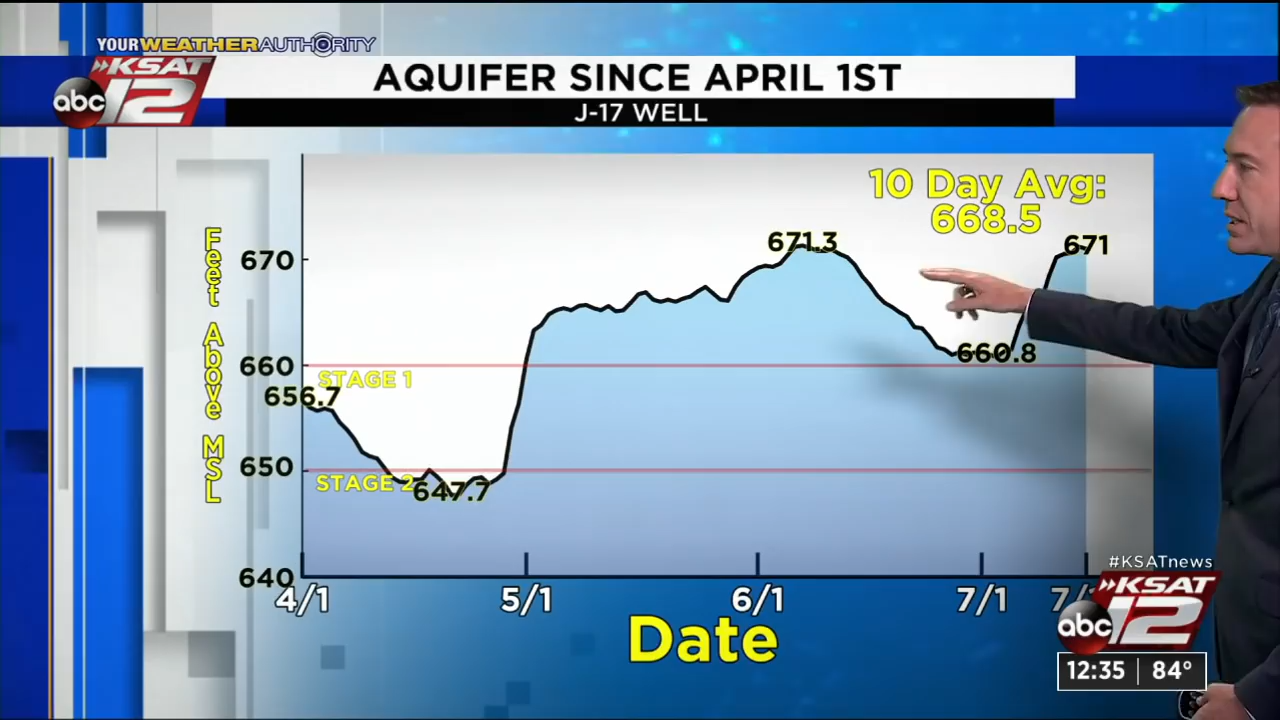 YOUR WEATHER AUTHORITY
KSAT
abc 12
AQUIFER SINCE APRIL 1ST
J-17 WELL
10 Day Avg:
668.5
Feet Above MSL
670
660
650
640
STAGE 1
STAGE 2
656.7
647.7
671.3
660.8
671
4/1
5/1
6/1
7/1
Date
#KSATnews
KSAT
abc 12
12:35 84°